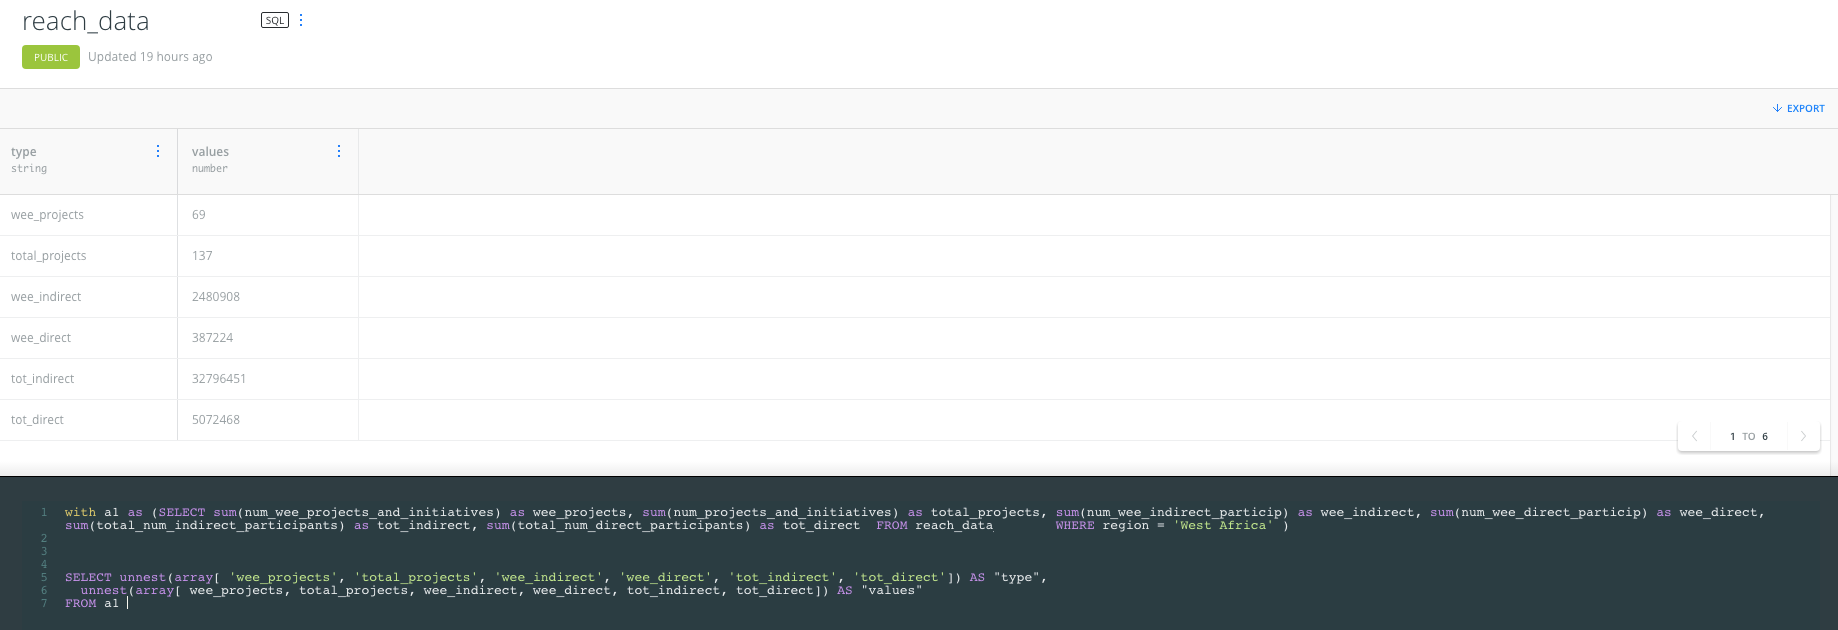 reach_data SQL
PUBLIC Updated 19 hours ago
EXPORT
type values
string number
wee_projects 69
total_projects 137
wee_indirect 2480908
wee_direct 387224
tot_indirect 32796451
tot_direct 5072468
1 TO 6
1 with a1 as (SELECT sum(num_wee_projects_and_initiatives) as wee_projects, sum(num_projects_and_initiatives) as total_projects, sum(num_wee_indirect_particip) as wee_indirect, sum(num_wee_direct_particip) as wee_direct,
sum(total_num_indirect_participants) as tot_indirect, sum(total_num_direct_participants) as tot_direct  FROM reach_data        WHERE region = 'West Africa' )
2
3
4
5 SELECT unnest(array[ 'wee_projects', 'total_projects', 'wee_indirect', 'wee_direct', 'tot_indirect', 'tot_direct']) AS "type",
6   unnest(array[ wee_projects, total_projects, wee_indirect, wee_direct, tot_indirect, tot_direct]) AS "values"
7 FROM a1